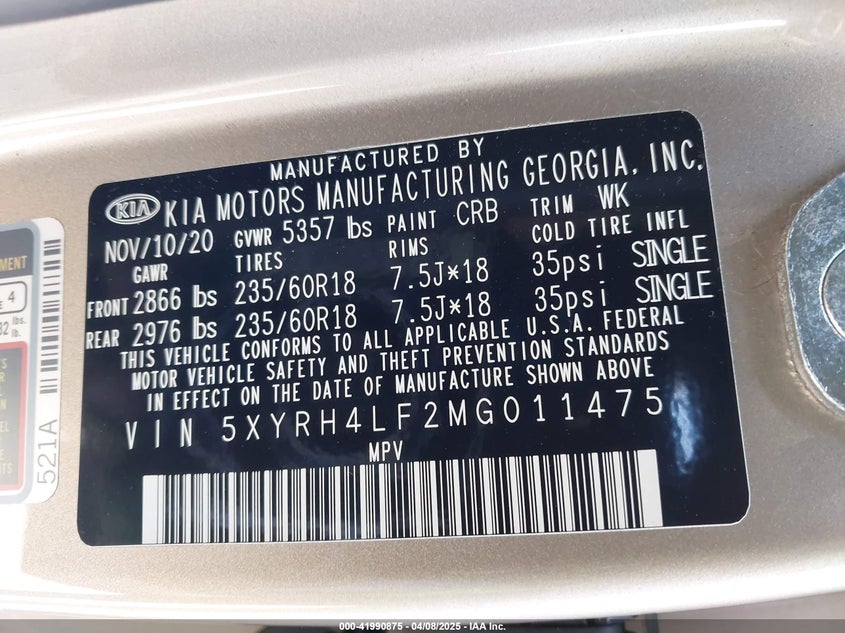 MANUFACTURED BY
KIA KIA MOTORS MANUFACTURING GEORGIA, INC.
NOV/10/20 GVWR 5357 lbs PAINT CRB TRIM WK
GAWR TIRES RIMS COLD TIRE INFL
FRONT 2866 lbs 235/60R18 7.5J×18 35psi SINGLE
REAR 2976 lbs 235/60R18 7.5J×18 35psi SINGLE
THIS VEHICLE CONFORMS TO ALL APPLICABLE U.S.A. FEDERAL
MOTOR VEHICLE SAFETY AND THEFT PREVENTION STANDARDS
IN EFFECT ON THE DATE OF MANUFACTURE SHOWN ABOVE
VIN 5XYRH4LF2MG011475
MPV
4
lbs.
lb.
521A
000-41990875 - 04/08/2025 - IAA Inc.